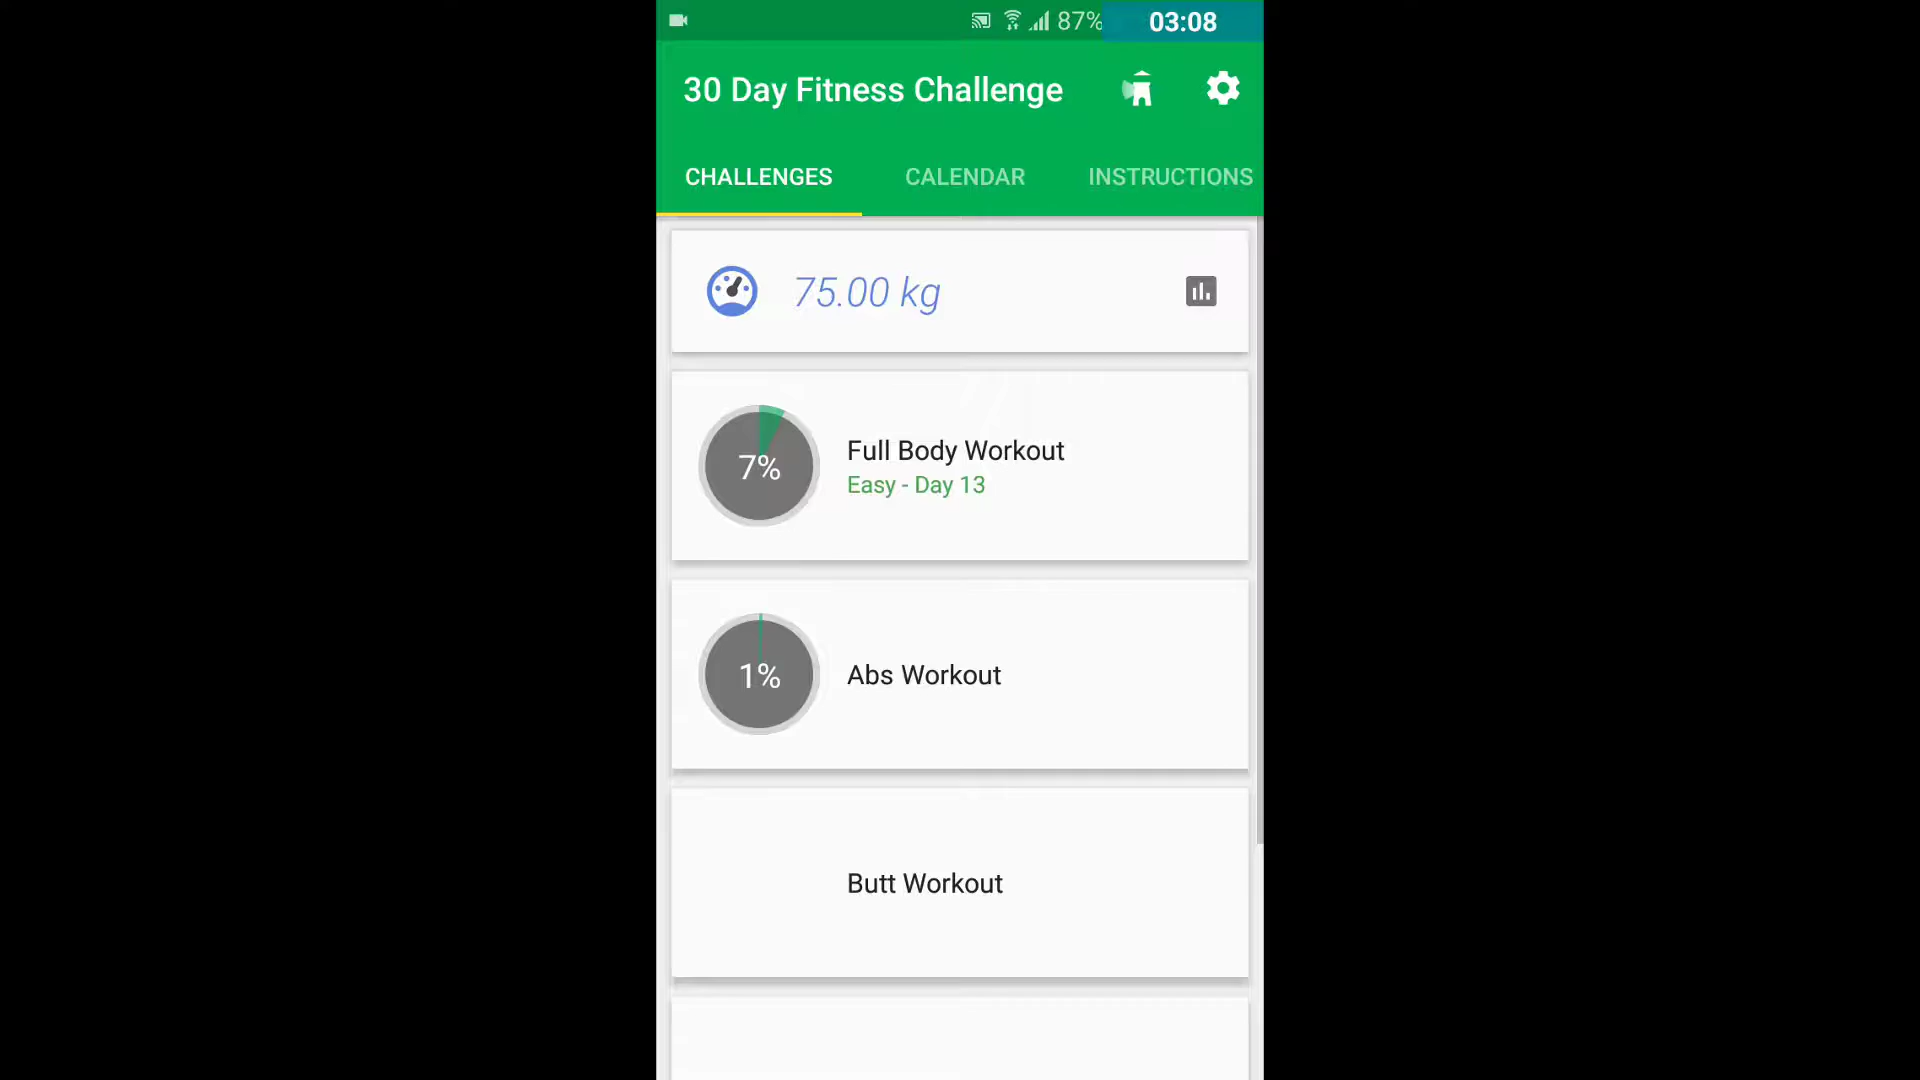 87%
03:08
30 Day Fitness Challenge
CHALLENGES
CALENDAR
INSTRUCTIONS
75.00 kg
7%
Full Body Workout
Easy - Day 13
1%
Abs Workout
Butt Workout